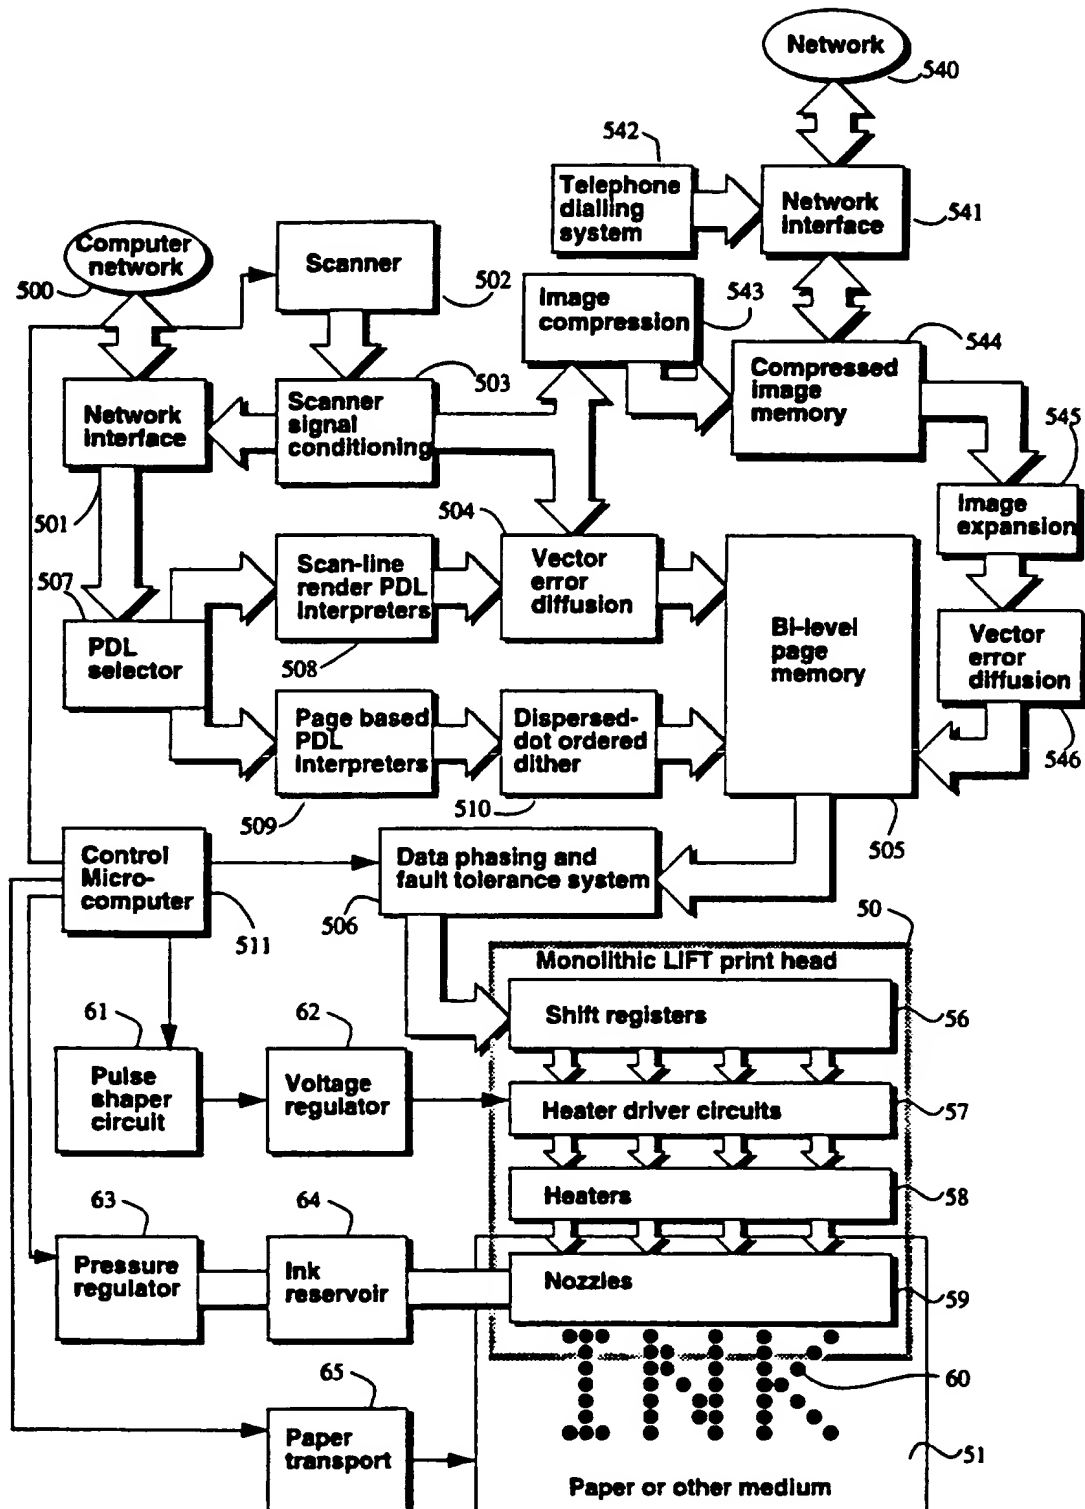 Network
540
542
Telephone
dialling
system
Network
interface
541
Computer
network
500
Scanner
502
Image
compression
543
544
Compressed
image
memory
503
Network
interface
Scanner
signal
conditioning
545
Image
expansion
501
504
507
Scan-line
render PDL
interpreters
508
Vector
error
diffusion
Bi-level
page
memory
Vector
error
diffusion
546
PDL
selector
Page based
PDL
interpreters
509
Dispersed-
dot ordered
dither
510
505
Control
Micro-
computer
511
Data phasing and
fault tolerance system
506
50
Monolithic LIFT print head
Shift registers
56
61
Pulse
shaper
circuit
62
Voltage
regulator
Heater driver circuits
57
Heaters
58
63
Pressure
regulator
64
Ink
reservoir
Nozzles
59
INK
60
65
Paper
transport
51
Paper or other medium